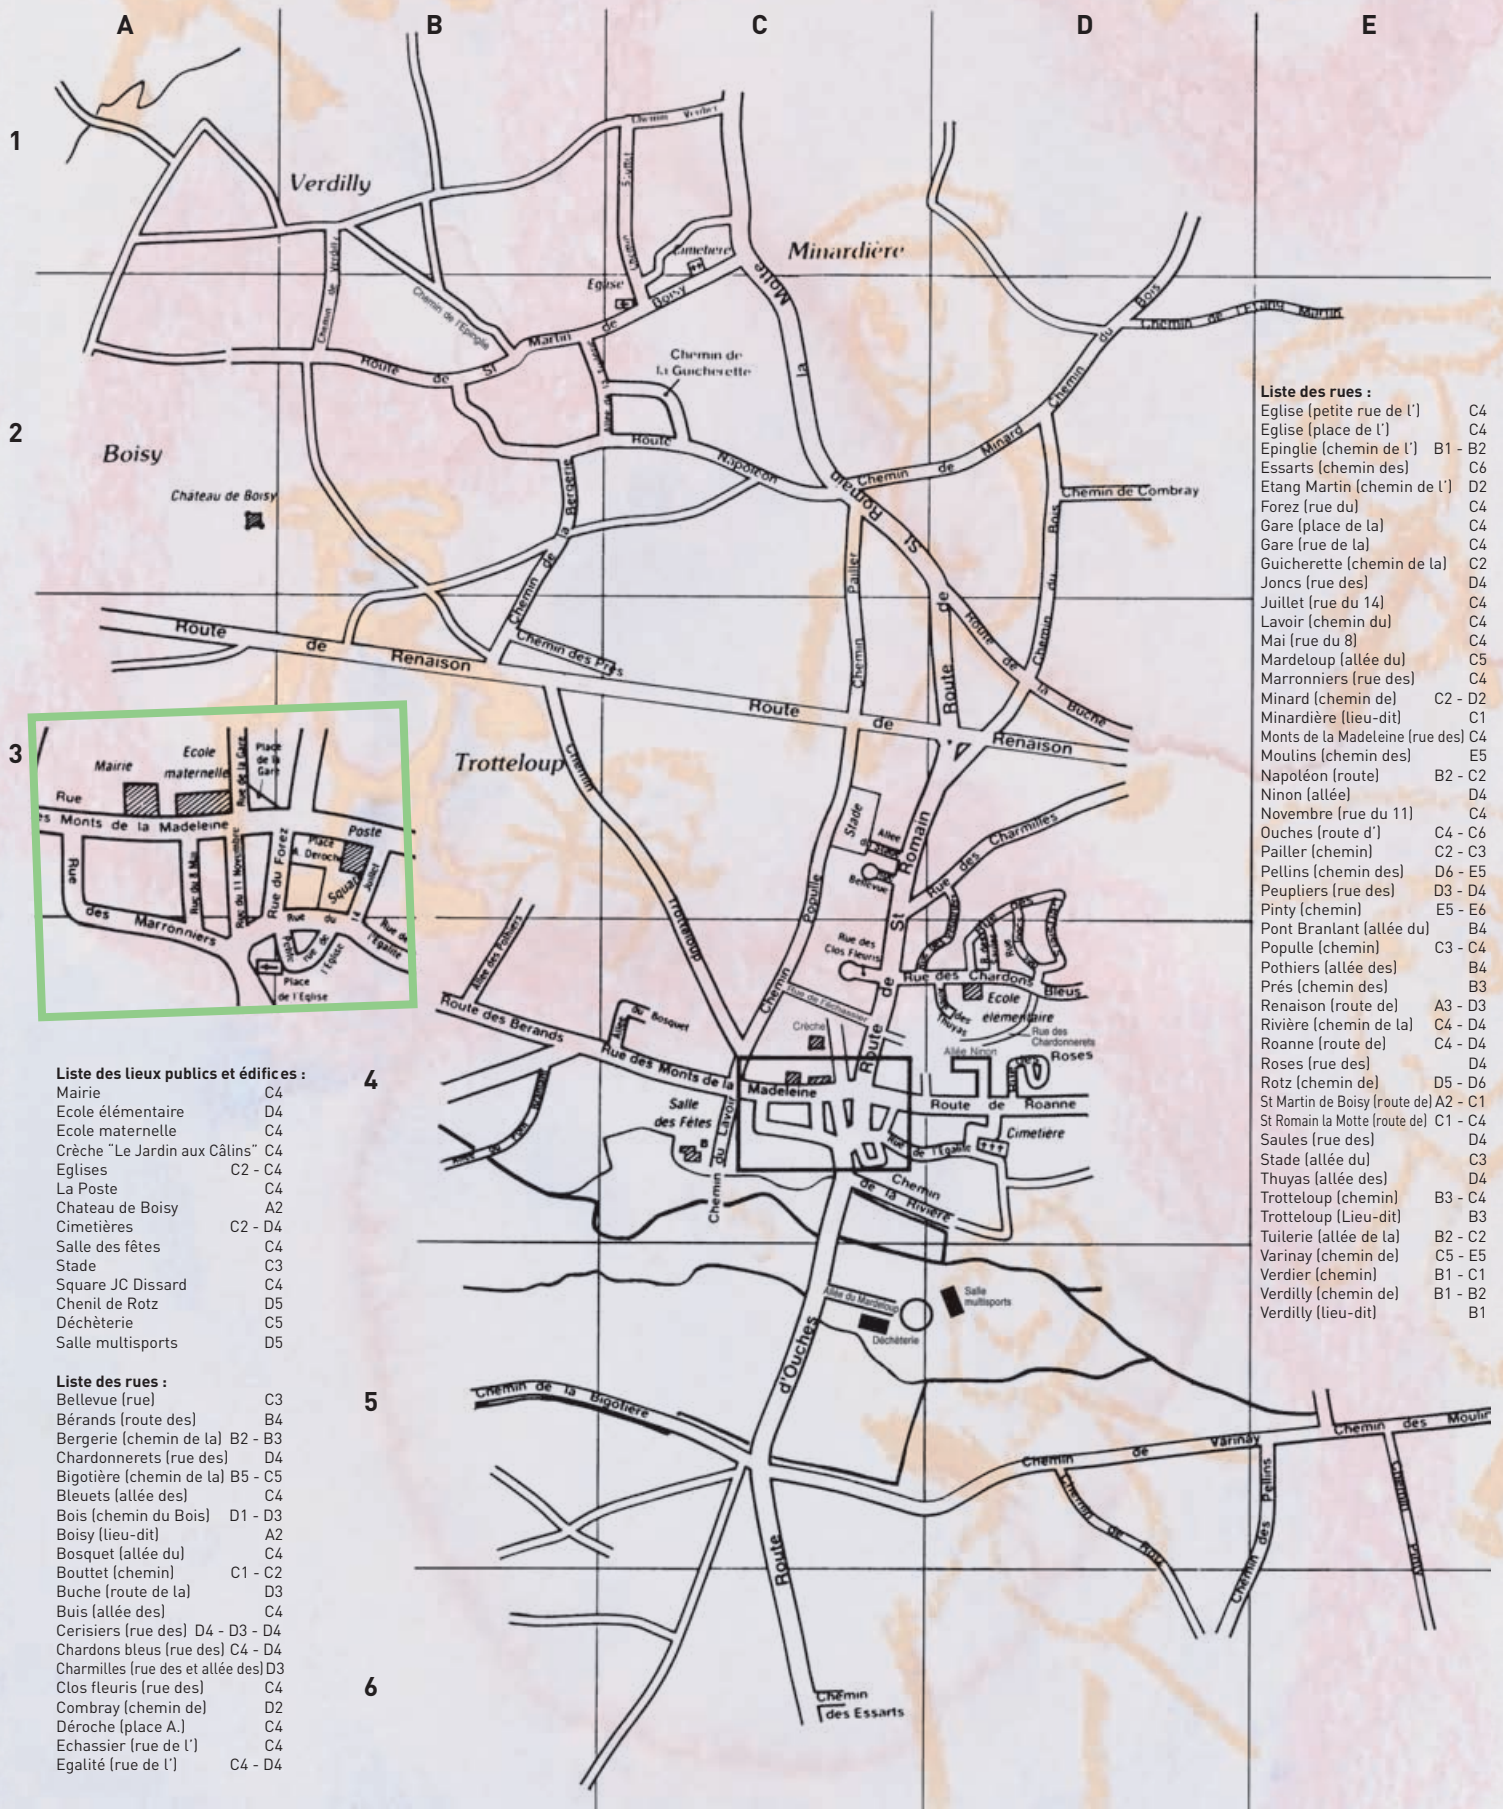 A
B
C
D
E
1
2
3
4
5
6
Verdilly
Chemin Verdier
Chemin
Cimetière
Minardière
Eglise
Boisy
de
Martin
St
de
Route
Chemin de Verdilly
Chemin de l'Epingle
Motte
la
Romain
St
de
Route
Chemin du Bois
Chemin de l'Etang Martin
Chemin de
la Guicherette
Allée de la
Route Napoléon
Chemin de Minard
Chemin de Combray
Chemin du Bois
Boisy
Château de Boisy
Chemin de la Bergerie
Chemin des Prés
Route de Renaison
Route de Renaison
Chemin Pailler
Route de la Buche
Trotteloup
Chemin Trotteloup
Mairie
Ecole
maternelle
Rue de la Gare
Place
de la
Gare
Rue
es Monts de la Madeleine
Poste
Place
A. Deroche
Square
Rue
des Marronniers
Rue du 8 Mai
Rue du 11 Novembre
Rue du Forez
Rue du 14 Juillet
Petite rue de l'Eglise
Rue de
l'Egalité
Place
de l'Eglise
Stade
Allée
du Stade
Bellevue
Romain
St
de
Route
Rue des Charmilles
Chemin Populle
Rue des
Clos Fleuris
Rue de l'échassier
Rue des Chardons Bleus
Ecole
elémentaire
Allée des Thuyas
Rue des
Chardonnerets
Allée Ninon
Rue des Roses
Crèche
Allée des Pothiers
Route des Berands
Allée du Bosquet
Rue des Monts de la Madeleine
Salle
des Fêtes
Chemin du Lavoir
Route de Roanne
Cimetière
Rue de l'Egalité
Chemin
de la Rivière
Allée du Pont Branlant
Allée du Mardeloup
Déchèterie
Salle
multisports
d'Ouches
Route
Chemin de la Bigotière
Chemin de Varinay
Chemin des Moulin
Chemin de Rotz
Chemin des Pellins
Chemin Pinty
Chemin
des Essarts
Liste des lieux publics et édifices :
Mairie C4
Ecole élémentaire D4
Ecole maternelle C4
Crèche "Le Jardin aux Câlins" C4
Eglises C2 - C4
La Poste C4
Chateau de Boisy A2
Cimetières C2 - D4
Salle des fêtes C4
Stade C3
Square JC Dissard C4
Chenil de Rotz D5
Déchèterie C5
Salle multisports D5
Liste des rues :
Bellevue (rue) C3
Bérands (route des) B4
Bergerie (chemin de la) B2 - B3
Chardonnerets (rue des) D4
Bigotière (chemin de la) B5 - C5
Bleuets (allée des) C4
Bois (chemin du Bois) D1 - D3
Boisy (lieu-dit) A2
Bosquet (allée du) C4
Bouttet (chemin) C1 - C2
Buche (route de la) D3
Buis (allée des) C4
Cerisiers (rue des) D4 - D3 - D4
Chardons bleus (rue des) C4 - D4
Charmilles (rue des et allée des) D3
Clos fleuris (rue des) C4
Combray (chemin de) D2
Déroche (place A.) C4
Echassier (rue de l') C4
Egalité (rue de l') C4 - D4
Liste des rues :
Eglise (petite rue de l') C4
Eglise (place de l') C4
Epinglie (chemin de l') B1 - B2
Essarts (chemin des) C6
Etang Martin (chemin de l') D2
Forez (rue du) C4
Gare (place de la) C4
Gare (rue de la) C4
Guicherette (chemin de la) C2
Joncs (rue des) D4
Juillet (rue du 14) C4
Lavoir (chemin du) C4
Mai (rue du 8) C4
Mardeloup (allée du) C5
Marronniers (rue des) C4
Minard (chemin de) C2 - D2
Minardière (lieu-dit) C1
Monts de la Madeleine (rue des) C4
Moulins (chemin des) E5
Napoléon (route) B2 - C2
Ninon (allée) D4
Novembre (rue du 11) C4
Ouches (route d') C4 - C6
Pailler (chemin) C2 - C3
Pellins (chemin des) D6 - E5
Peupliers (rue des) D3 - D4
Pinty (chemin) E5 - E6
Pont Branlant (allée du) B4
Populle (chemin) C3 - C4
Pothiers (allée des) B4
Prés (chemin des) B3
Renaison (route de) A3 - D3
Rivière (chemin de la) C4 - D4
Roanne (route de) C4 - D4
Roses (rue des) D4
Rotz (chemin de) D5 - D6
St Martin de Boisy (route de) A2 - C1
St Romain la Motte (route de) C1 - C4
Saules (rue des) D4
Stade (allée du) C3
Thuyas (allée des) D4
Trotteloup (chemin) B3 - C4
Trotteloup (Lieu-dit) B3
Tuilerie (allée de la) B2 - C2
Varinay (chemin de) C5 - E5
Verdier (chemin) B1 - C1
Verdilly (chemin de) B1 - B2
Verdilly (lieu-dit) B1